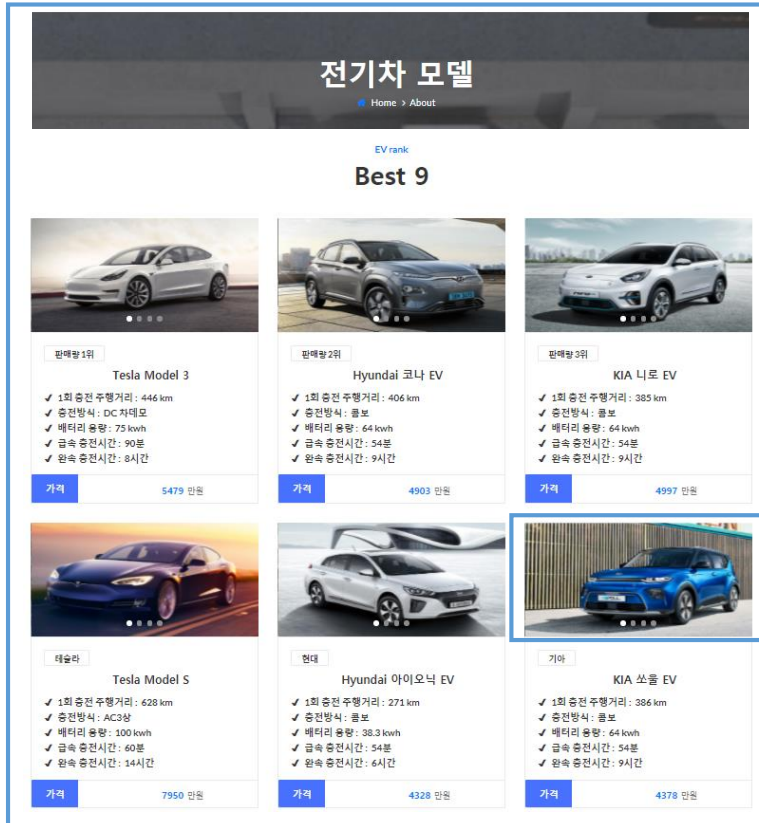 전기차 모델
Home > About
EV rank
Best 9
판매량 1위
Tesla Model 3
✔ 1회 충전 주행거리 : 446 km
✔ 충전방식 : DC 차데모
✔ 배터리 용량 : 75 kwh
✔ 급속 충전시간 : 90분
✔ 완속 충전시간 : 8시간
가격 5479 만원
판매량 2위
Hyundai 코나 EV
✔ 1회 충전 주행거리 : 406 km
✔ 충전방식 : 콤보
✔ 배터리 용량 : 64 kwh
✔ 급속 충전시간 : 54분
✔ 완속 충전시간 : 9시간
가격 4903 만원
판매량 3위
KIA 니로 EV
✔ 1회 충전 주행거리 : 385 km
✔ 충전방식 : 콤보
✔ 배터리 용량 : 64 kwh
✔ 급속 충전시간 : 54분
✔ 완속 충전시간 : 9시간
가격 4997 만원
테슬라
Tesla Model S
✔ 1회 충전 주행거리 : 628 km
✔ 충전방식 : AC3상
✔ 배터리 용량 : 100 kwh
✔ 급속 충전시간 : 60분
✔ 완속 충전시간 : 14시간
가격 7950 만원
현대
Hyundai 아이오닉 EV
✔ 1회 충전 주행거리 : 271 km
✔ 충전방식 : 콤보
✔ 배터리 용량 : 38.3 kwh
✔ 급속 충전시간 : 54분
✔ 완속 충전시간 : 6시간
가격 4328 만원
기아
KIA 쏘울 EV
✔ 1회 충전 주행거리 : 386 km
✔ 충전방식 : 콤보
✔ 배터리 용량 : 64 kwh
✔ 급속 충전시간 : 54분
✔ 완속 충전시간 : 9시간
가격 4378 만원